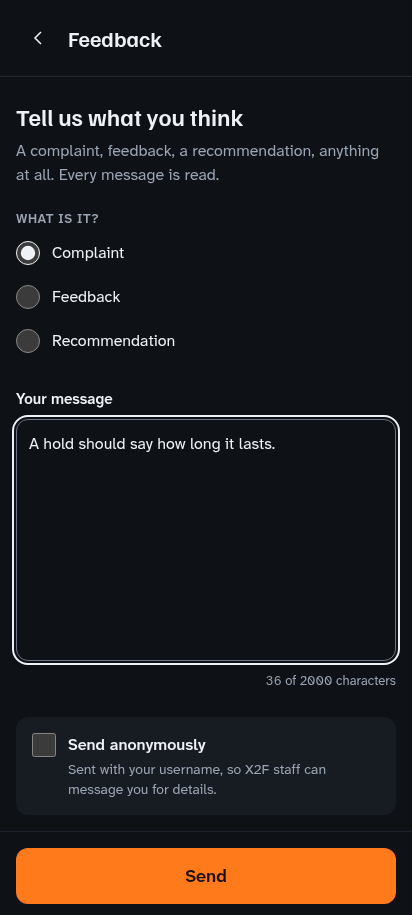 Feedback
Tell us what you think
A complaint, feedback, a recommendation, anything
at all. Every message is read.
WHAT IS IT?
Complaint
Feedback
Recommendation
Your message
A hold should say how long it lasts.
36 of 2000 characters
Send anonymously
Sent with your username, so X2F staff can
message you for details.
Send